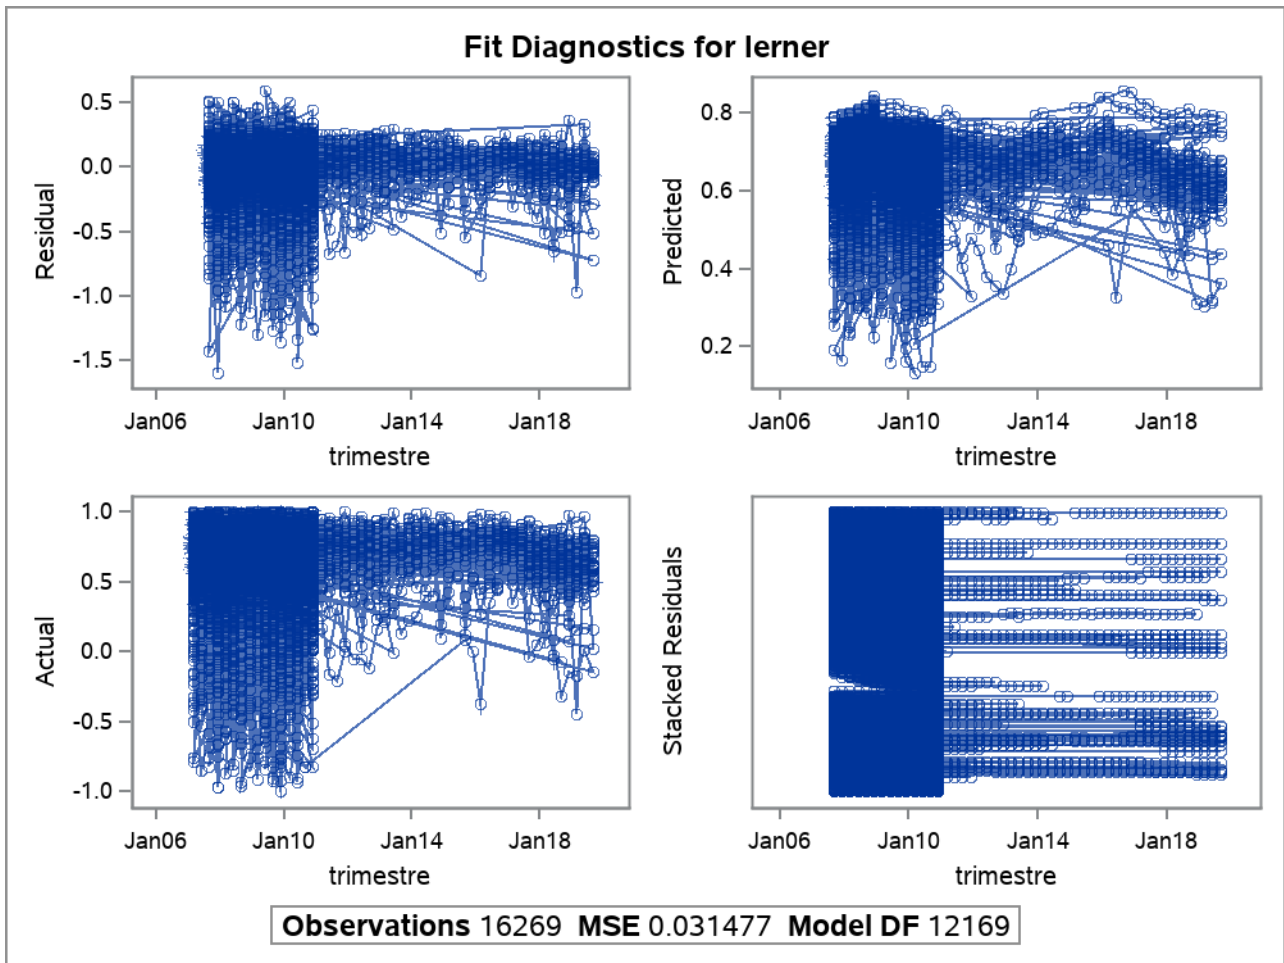 Fit Diagnostics for lerner
0.5
0.0
-0.5
-1.0
-1.5
Residual
Jan06 Jan10 Jan14 Jan18
trimestre
0.8
0.6
0.4
0.2
Predicted
Jan06 Jan10 Jan14 Jan18
trimestre
1.0
0.5
0.0
-0.5
-1.0
Actual
Jan06 Jan10 Jan14 Jan18
trimestre
Stacked Residuals
Jan06 Jan10 Jan14 Jan18
trimestre
Observations 16269 MSE 0.031477 Model DF 12169